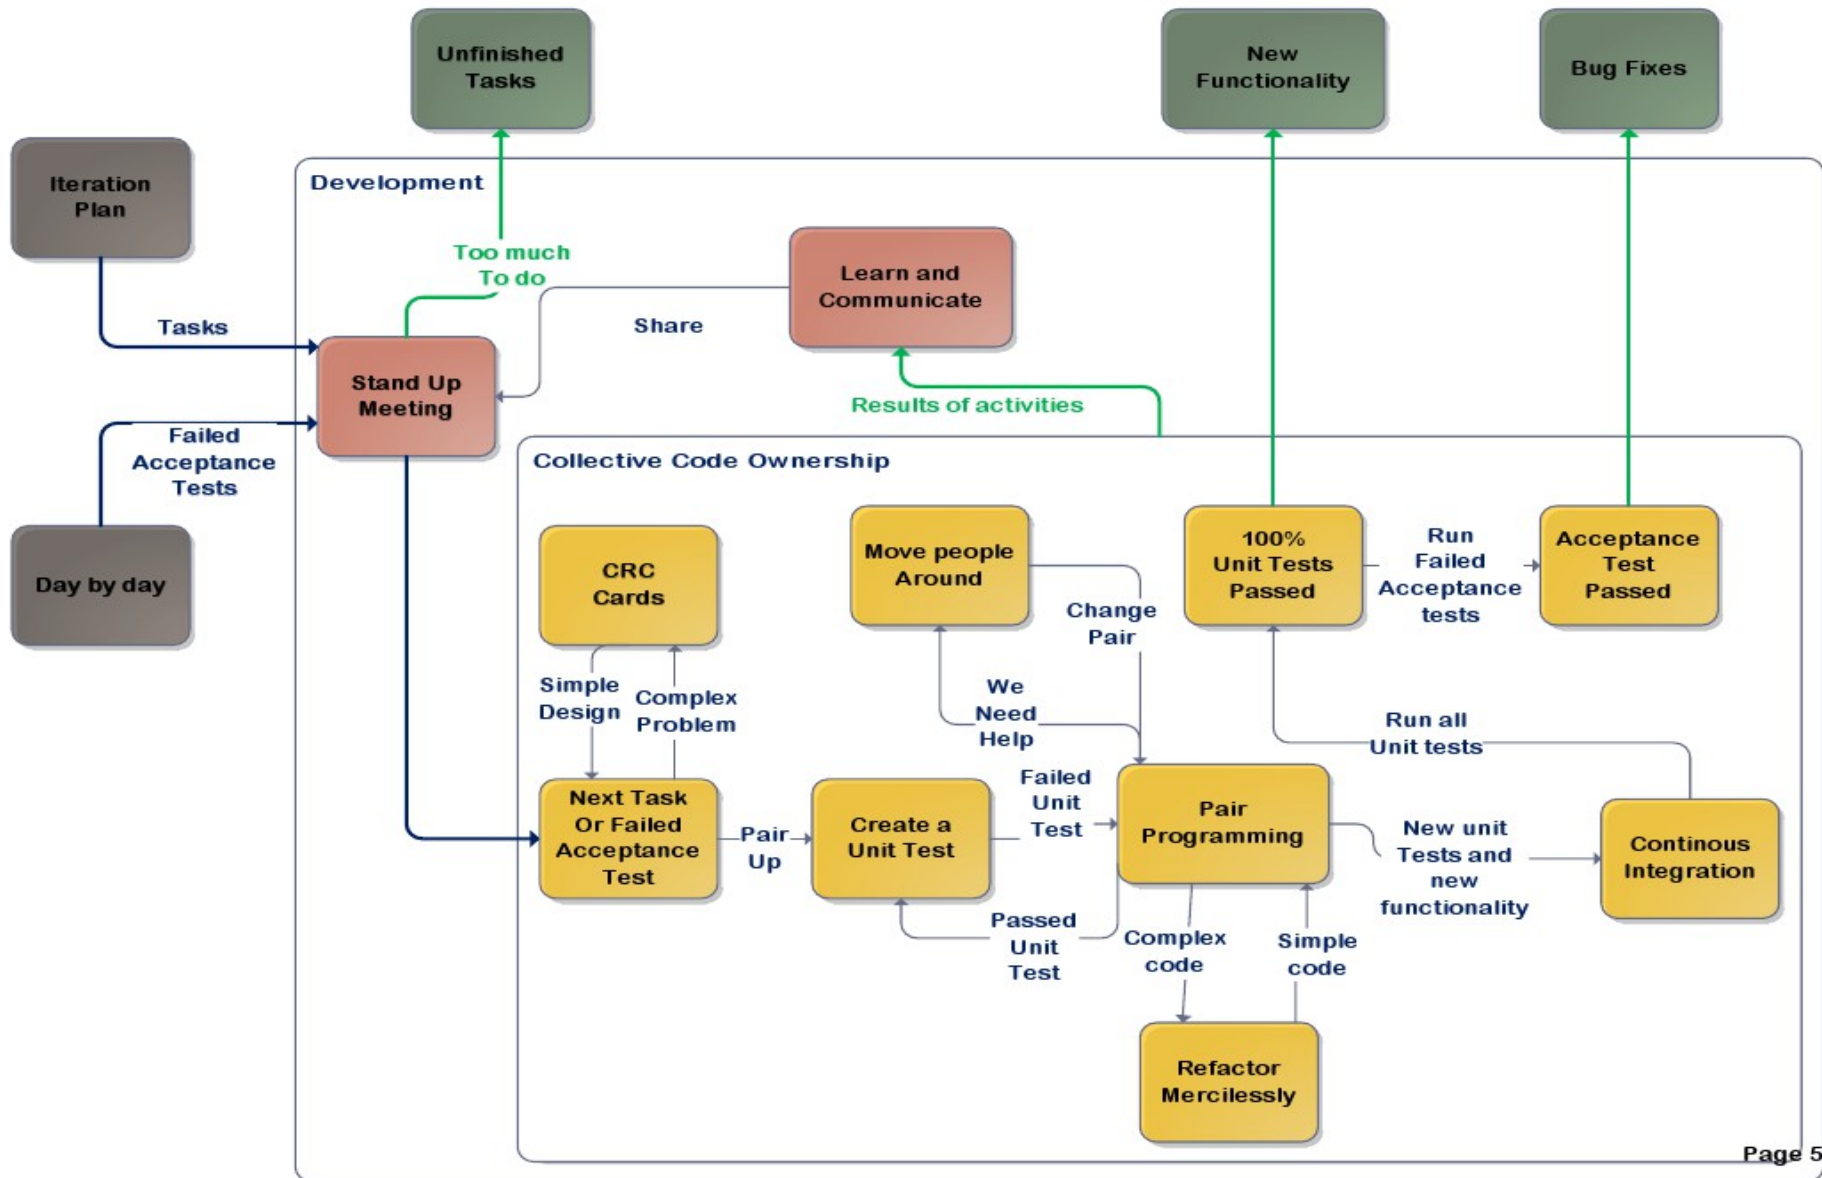 Unfinished
Tasks
New
Functionality
Bug Fixes
Iteration
Plan
Development
Too much
To do
Learn and
Communicate
Tasks
Share
Stand Up
Meeting
Results of activities
Failed
Acceptance
Tests
Day by day
Collective Code Ownership
CRC
Cards
Move people
Around
100%
Unit Tests
Passed
Run
Failed
Acceptance
tests
Acceptance
Test
Passed
Change
Pair
Simple
Design
Complex
Problem
We
Need
Help
Run all
Unit tests
Next Task
Or Failed
Acceptance
Test
Pair
Up
Create a
Unit Test
Failed
Unit
Test
Pair
Programming
New unit
Tests and
new
functionality
Continous
Integration
Passed
Unit
Test
Complex
code
Simple
code
Refactor
Mercilessly
Page 5